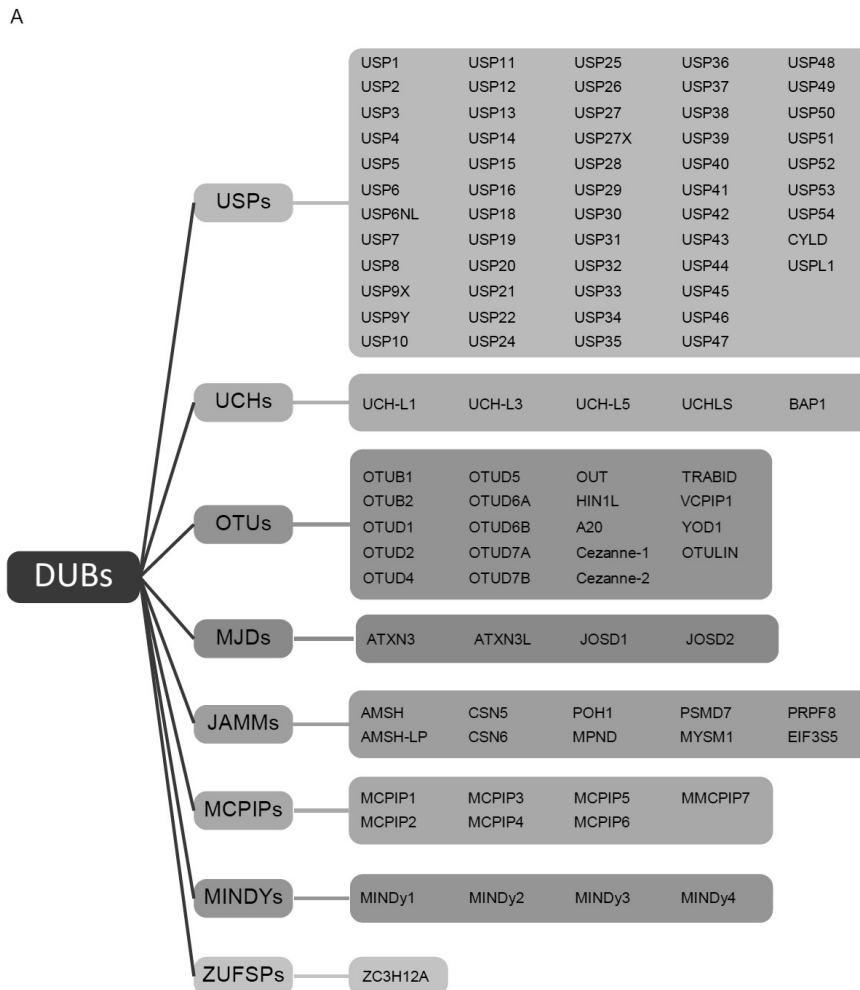 A
DUBs
USPs
USP1 USP11 USP25 USP36 USP48
USP2 USP12 USP26 USP37 USP49
USP3 USP13 USP27 USP38 USP50
USP4 USP14 USP27X USP39 USP51
USP5 USP15 USP28 USP40 USP52
USP6 USP16 USP29 USP41 USP53
USP6NL USP18 USP30 USP42 USP54
USP7 USP19 USP31 USP43 CYLD
USP8 USP20 USP32 USP44 USPL1
USP9X USP21 USP33 USP45
USP9Y USP22 USP34 USP46
USP10 USP24 USP35 USP47
UCHs
UCH-L1 UCH-L3 UCH-L5 UCHLS BAP1
OTUs
OTUB1 OTUD5 OUT TRABID
OTUB2 OTUD6A HIN1L VCPIP1
OTUD1 OTUD6B A20 YOD1
OTUD2 OTUD7A Cezanne-1 OTULIN
OTUD4 OTUD7B Cezanne-2
MJDs
ATXN3 ATXN3L JOSD1 JOSD2
JAMMs
AMSH CSN5 POH1 PSMD7 PRPF8
AMSH-LP CSN6 MPND MYSM1 EIF3S5
MCPIPs
MCPIP1 MCPIP3 MCPIP5 MMCPIP7
MCPIP2 MCPIP4 MCPIP6
MINDYs
MINDy1 MINDy2 MINDy3 MINDy4
ZUFSPs
ZC3H12A